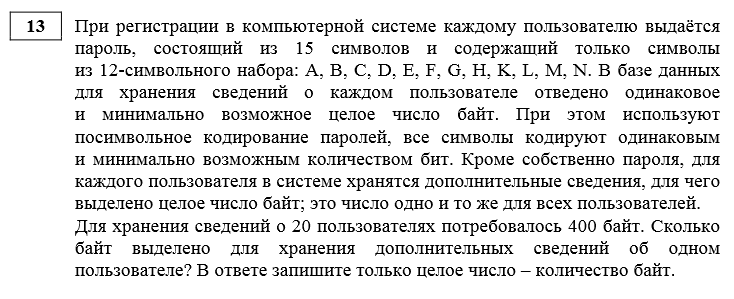 13
При регистрации в компьютерной системе каждому пользователю выдаётся
пароль, состоящий из 15 символов и содержащий только символы
из 12-символьного набора: A, B, C, D, E, F, G, H, K, L, M, N. В базе данных
для хранения сведений о каждом пользователе отведено одинаковое
и минимально возможное целое число байт. При этом используют
посимвольное кодирование паролей, все символы кодируют одинаковым
и минимально возможным количеством бит. Кроме собственно пароля, для
каждого пользователя в системе хранятся дополнительные сведения, для чего
выделено целое число байт; это число одно и то же для всех пользователей.
Для хранения сведений о 20 пользователях потребовалось 400 байт. Сколько
байт выделено для хранения дополнительных сведений об одном
пользователе? В ответе запишите только целое число – количество байт.